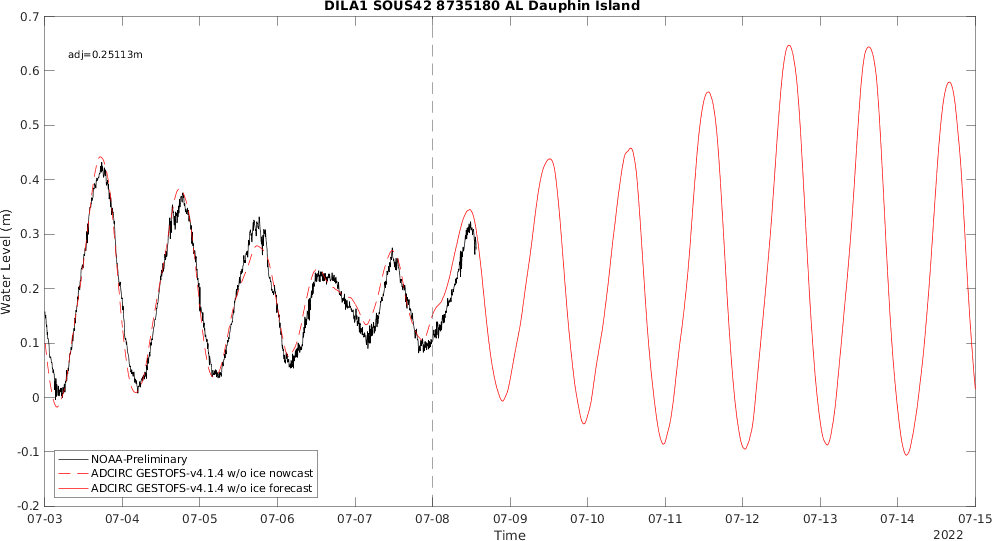 DILA1 SOUS42 8735180 AL Dauphin Island
adj=0.25113m
Water Level (m)
0.7
0.6
0.5
0.4
0.3
0.2
0.1
0
-0.1
-0.2
NOAA-Preliminary
ADCIRC GESTOFS-v4.1.4 w/o ice nowcast
ADCIRC GESTOFS-v4.1.4 w/o ice forecast
07-03 07-04 07-05 07-06 07-07 07-08 07-09 07-10 07-11 07-12 07-13 07-14 07-15
Time
2022